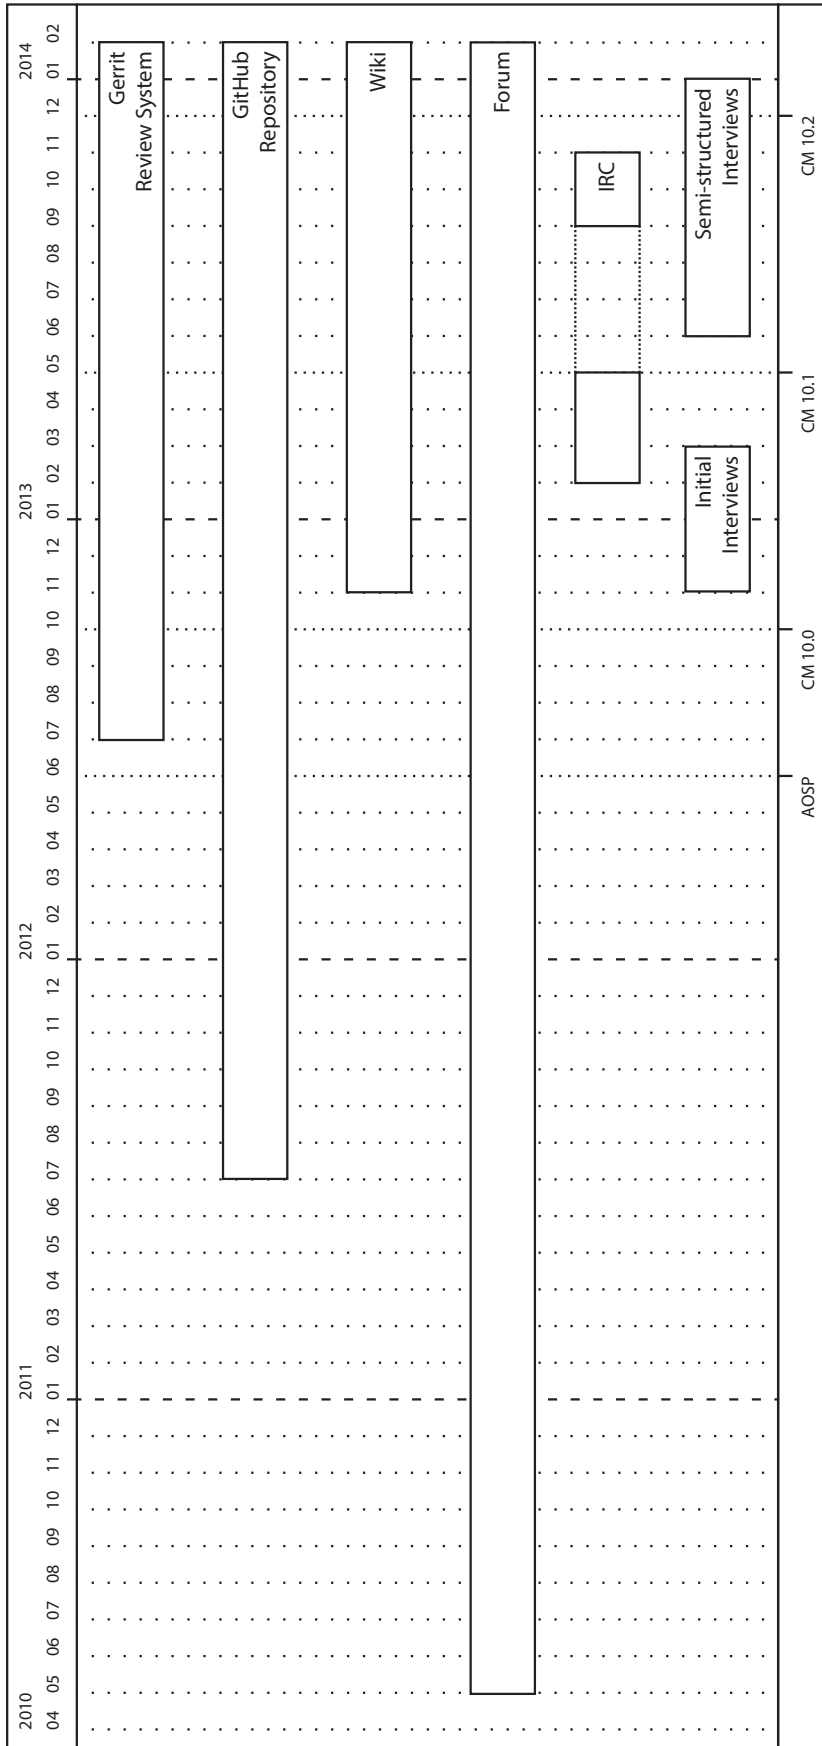 2010 2011 2012 2013 2014
04 05 06 07 08 09 10 11 12 01 02 03 04 05 06 07 08 09 10 11 12 01 02 03 04 05 06 07 08 09 10 11 12 01 02 03 04 05 06 07 08 09 10 11 12 01 02
Gerrit
Review System
GitHub
Repository
Wiki
Forum
IRC
Initial
Interviews
Semi-structured
Interviews
AOSP CM 10.0 CM 10.1 CM 10.2